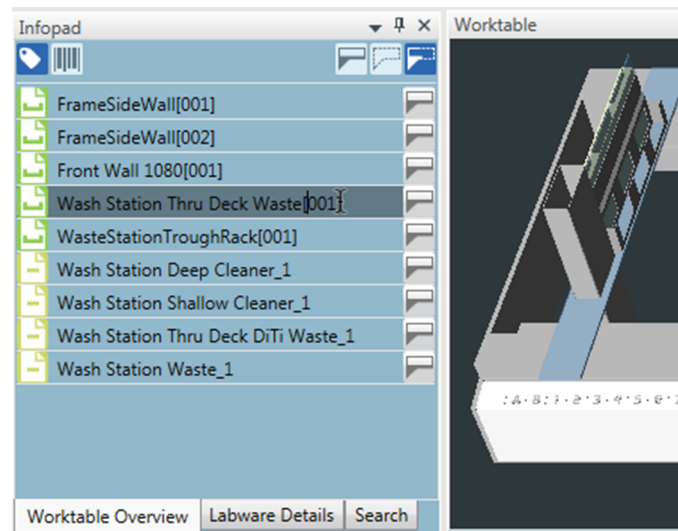 Infopad
Worktable
FrameSideWall[001]
FrameSideWall[002]
Front Wall 1080[001]
Wash Station Thru Deck Waste[001]
WasteStationTroughRack[001]
Wash Station Deep Cleaner_1
Wash Station Shallow Cleaner_1
Wash Station Thru Deck DiTi Waste_1
Wash Station Waste_1
Worktable Overview
Labware Details
Search